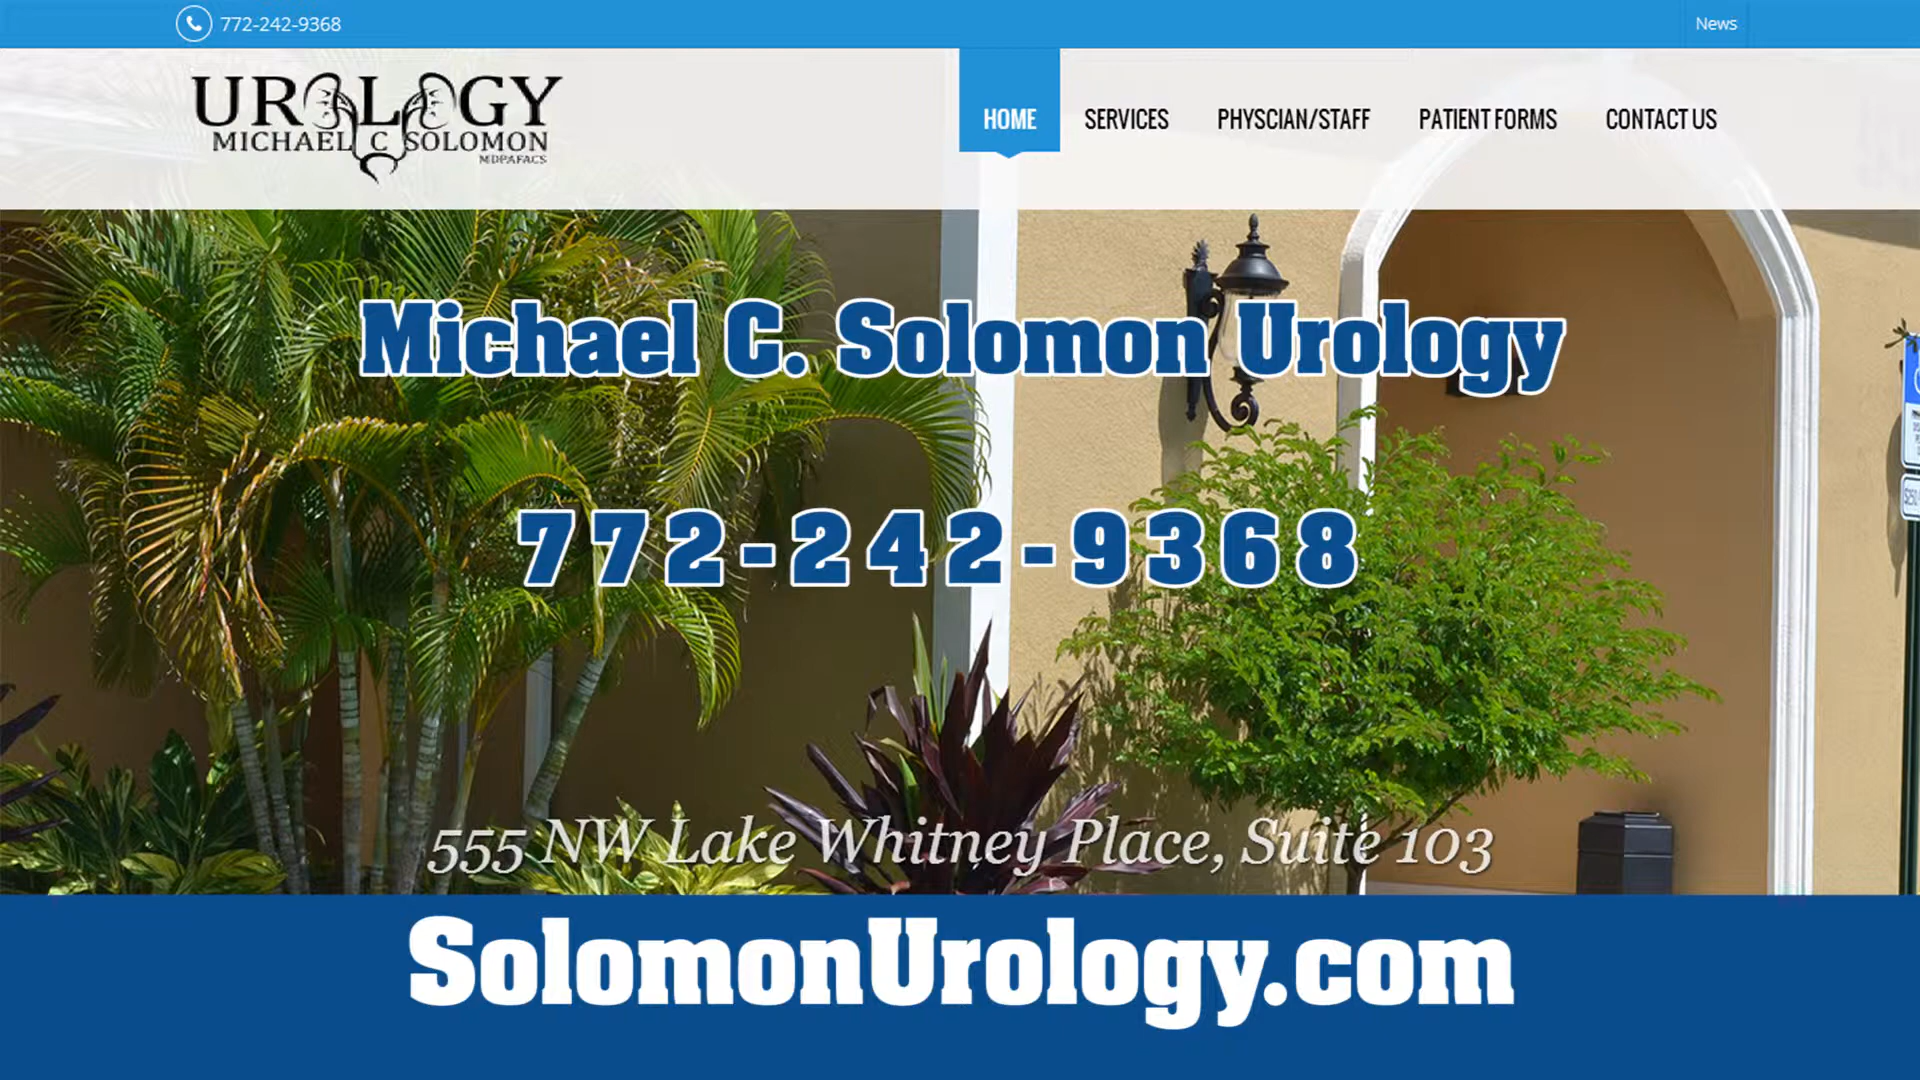 772-242-9368
News
UROLOGY
MICHAEL C SOLOMON
MDPAFACS
HOME
SERVICES
PHYSCIAN/STAFF
PATIENT FORMS
CONTACT US
Michael C. Solomon Urology
772-242-9368
555 NW Lake Whitney Place, Suite 103
SolomonUrology.com